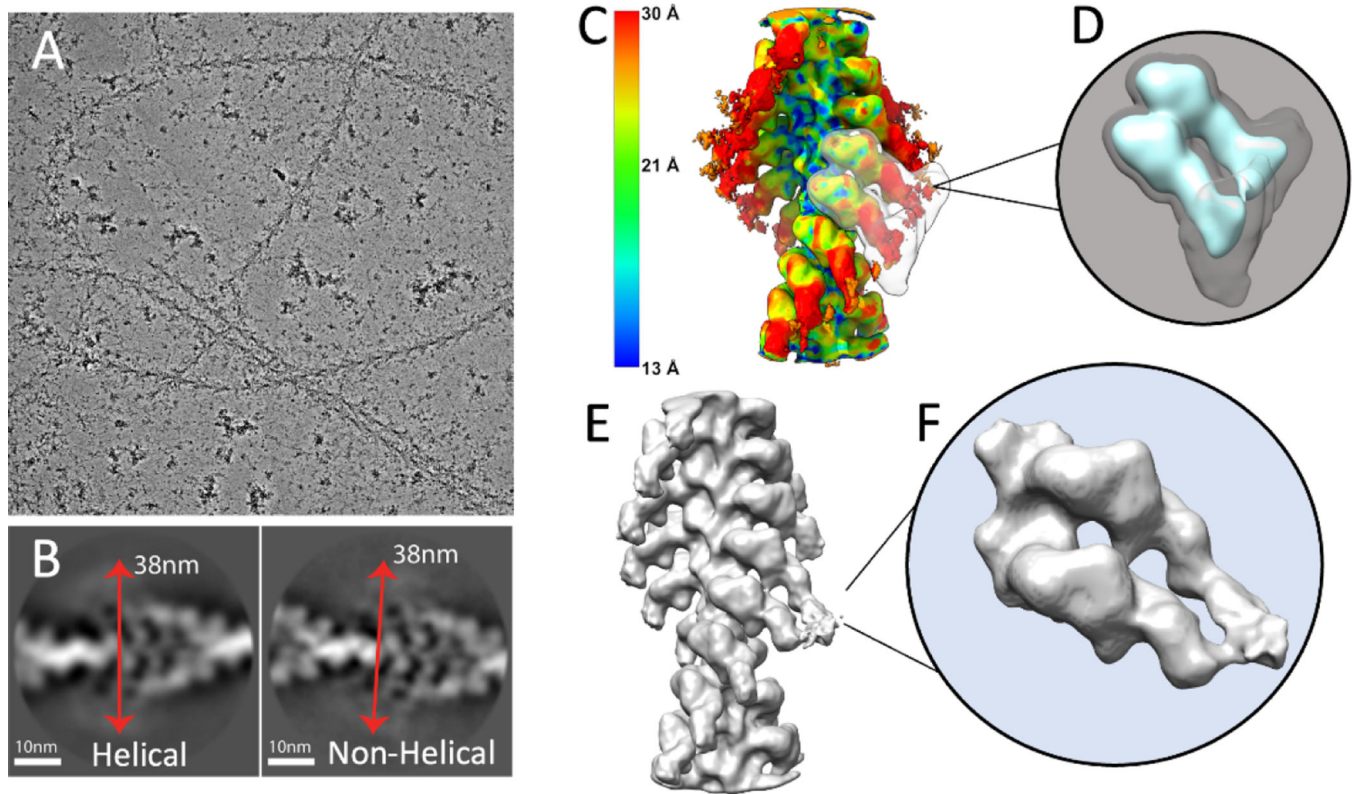 A
B
38nm
10nm
Helical
38nm
10nm
Non-Helical
C
30 Å
21 Å
13 Å
D
E
F